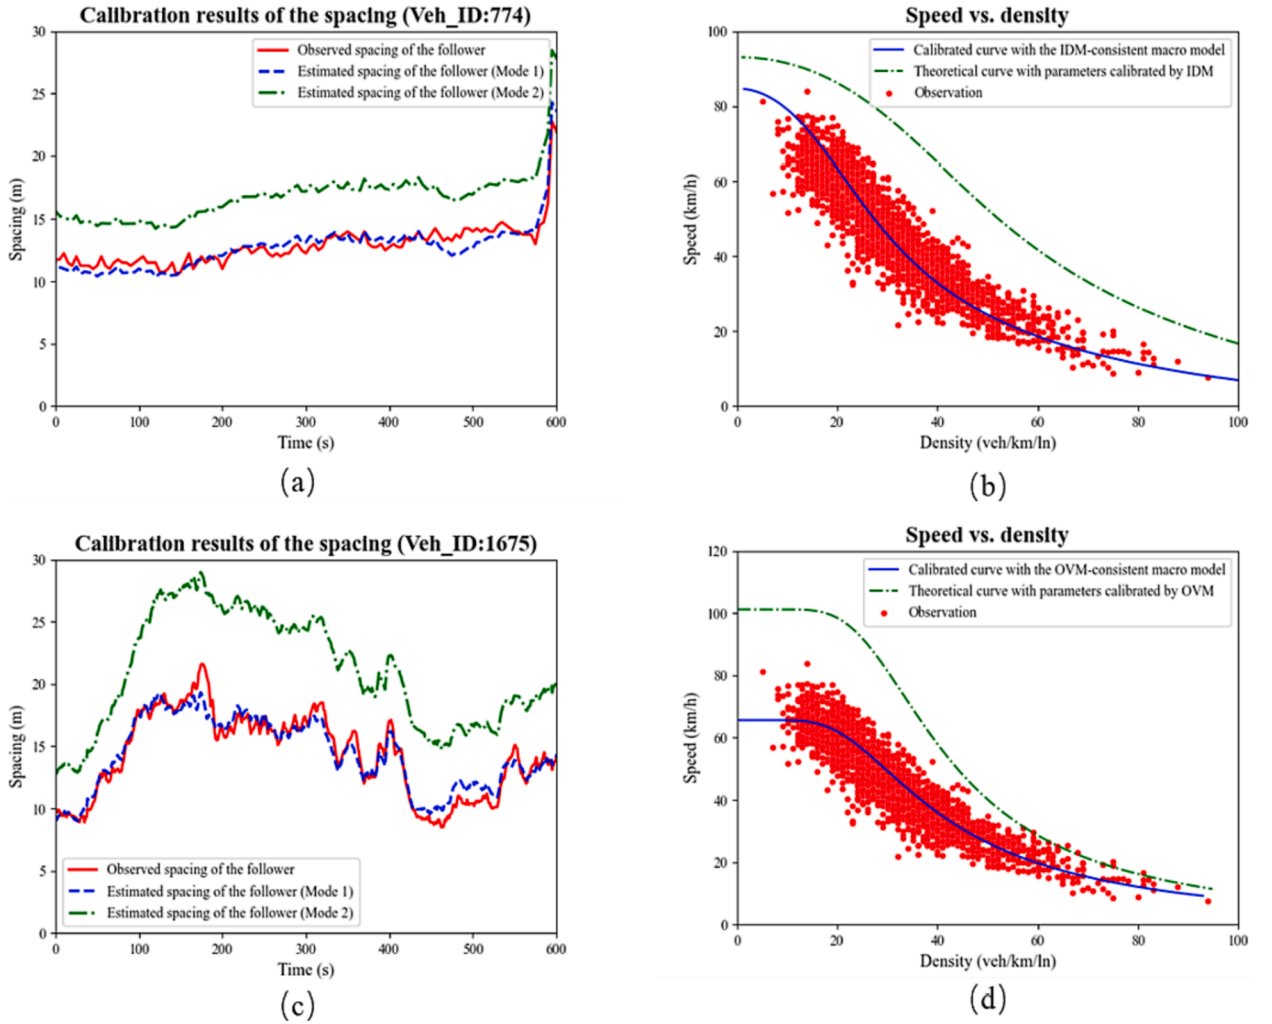 Calibration results of the spacing (Veh_ID:774)
30
25
20
15
10
5
0
Spacing (m)
Observed spacing of the follower
Estimated spacing of the follower (Mode 1)
Estimated spacing of the follower (Mode 2)
0 100 200 300 400 500 600
Time (s)
(a)
Speed vs. density
100
80
60
40
20
0
Speed (km/h)
Calibrated curve with the IDM-consistent macro model
Theoretical curve with parameters calibrated by IDM
Observation
0 20 40 60 80 100
Density (veh/km/ln)
(b)
Calibration results of the spacing (Veh_ID:1675)
30
25
20
15
10
5
0
Spacing (m)
Observed spacing of the follower
Estimated spacing of the follower (Mode 1)
Estimated spacing of the follower (Mode 2)
0 100 200 300 400 500 600
Time (s)
(c)
Speed vs. density
120
100
80
60
40
20
0
Speed (km/h)
Calibrated curve with the OVM-consistent macro model
Theoretical curve with parameters calibrated by OVM
Observation
0 20 40 60 80 100
Density (veh/km/ln)
(d)